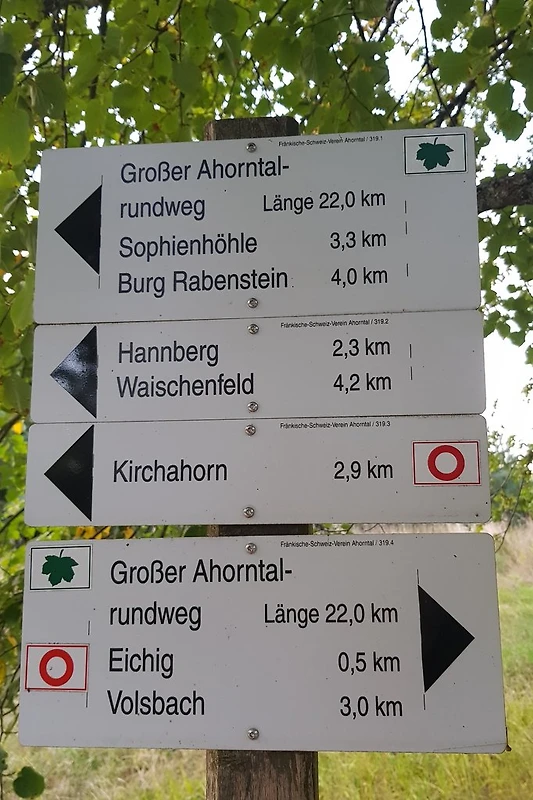 Fränkische-Schweiz-Verein Ahorntal / 319.1
Großer Ahorntal-
rundweg Länge 22,0 km
Sophienhöhle 3,3 km
Burg Rabenstein 4,0 km
Fränkische-Schweiz-Verein Ahorntal / 319.2
Hannberg 2,3 km
Waischenfeld 4,2 km
Fränkische-Schweiz-Verein Ahorntal / 319.3
Kirchahorn 2,9 km
Fränkische-Schweiz-Verein Ahorntal / 319.4
Großer Ahorntal-
rundweg Länge 22,0 km
Eichig 0,5 km
Volsbach 3,0 km